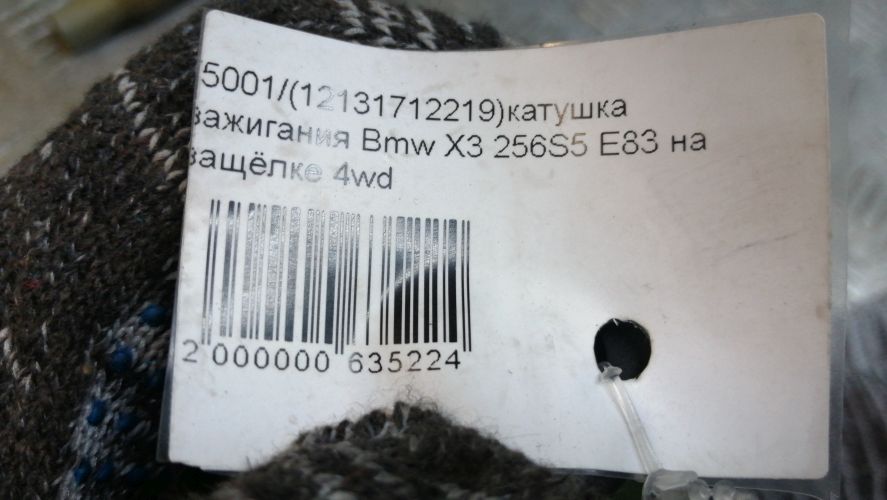 5001/(12131712219)катушка
зажигания Bmw X3 256S5 E83 на
защёлке 4wd
2 000000 635224